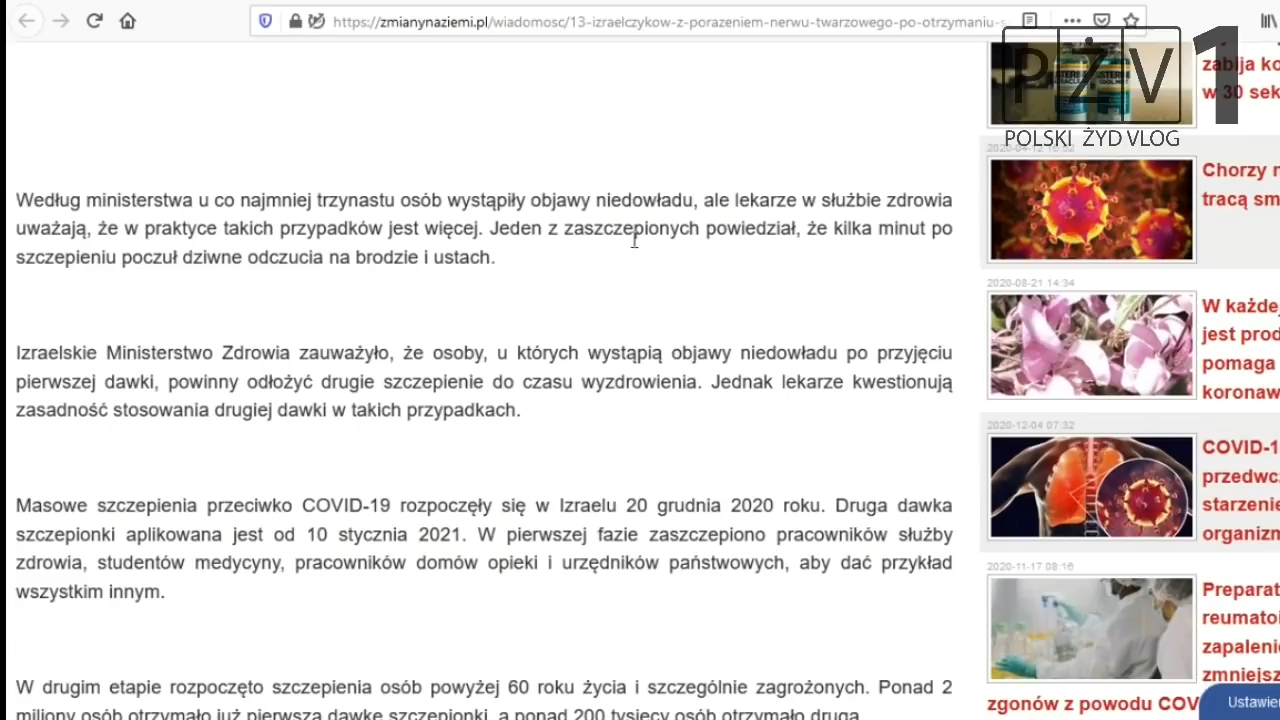 https://zmianynaziemi.pl/wiadomosc/13-izraelczykow-z-porazeniem-nerwu-twarzowego-po-otrzymaniu-s
PŻV1
POLSKI ŻYD VLOG
Według ministerstwa u co najmniej trzynastu osób wystąpiły objawy niedowładu, ale lekarze w służbie zdrowia
uważają, że w praktyce takich przypadków jest więcej. Jeden z zaszczepionych powiedział, że kilka minut po
szczepieniu poczuł dziwne odczucia na brodzie i ustach.
Izraelskie Ministerstwo Zdrowia zauważyło, że osoby, u których wystąpią objawy niedowładu po przyjęciu
pierwszej dawki, powinny odłożyć drugie szczepienie do czasu wyzdrowienia. Jednak lekarze kwestionują
zasadność stosowania drugiej dawki w takich przypadkach.
Masowe szczepienia przeciwko COVID-19 rozpoczęły się w Izraelu 20 grudnia 2020 roku. Druga dawka
szczepionki aplikowana jest od 10 stycznia 2021. W pierwszej fazie zaszczepiono pracowników służby
zdrowia, studentów medycyny, pracowników domów opieki i urzędników państwowych, aby dać przykład
wszystkim innym.
W drugim etapie rozpoczęto szczepienia osób powyżej 60 roku życia i szczególnie zagrożonych. Ponad 2
miliony osób otrzymało już pierwszą dawkę szczepionki, a ponad 200 tysięcy osób otrzymało drugą.
zabija ko
w 30 sek
Chorzy n
tracą sm
2020-08-21 14:34
W każdej
jest prod
pomaga
koronaw
2020-12-04 07:32
COVID-1
przedwcz
starzenie
organizm
2020-11-17 08:16
Preparat
reumatoi
zapaleni
zmniejsz
zgonów z powodu COV
Ustawien